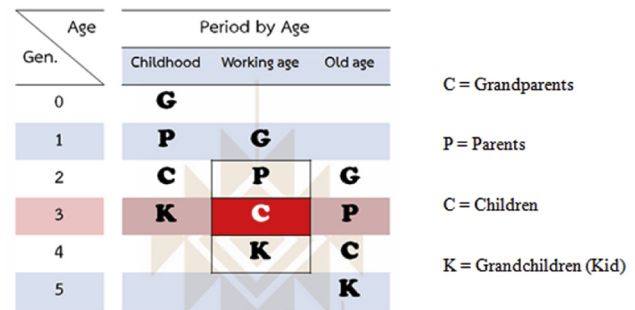 Age
Period by Age
Gen.
Childhood Working age Old age
0 G
1 P G
2 C P G
3 K C P
4 K C
5 K
C = Grandparents
P = Parents
C = Children
K = Grandchildren (Kid)